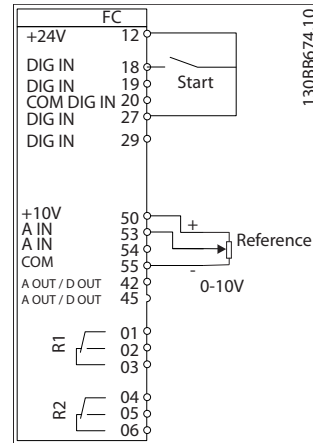 FC
+24V 12
DIG IN 18
DIG IN 19
COM DIG IN 20
DIG IN 27
DIG IN 29
Start
+10V 50
A IN 53
A IN 54
COM 55
A OUT / D OUT 42
A OUT / D OUT 45
+
Reference
-
0-10V
R1
01
02
03
R2
04
05
06
130BB674.10